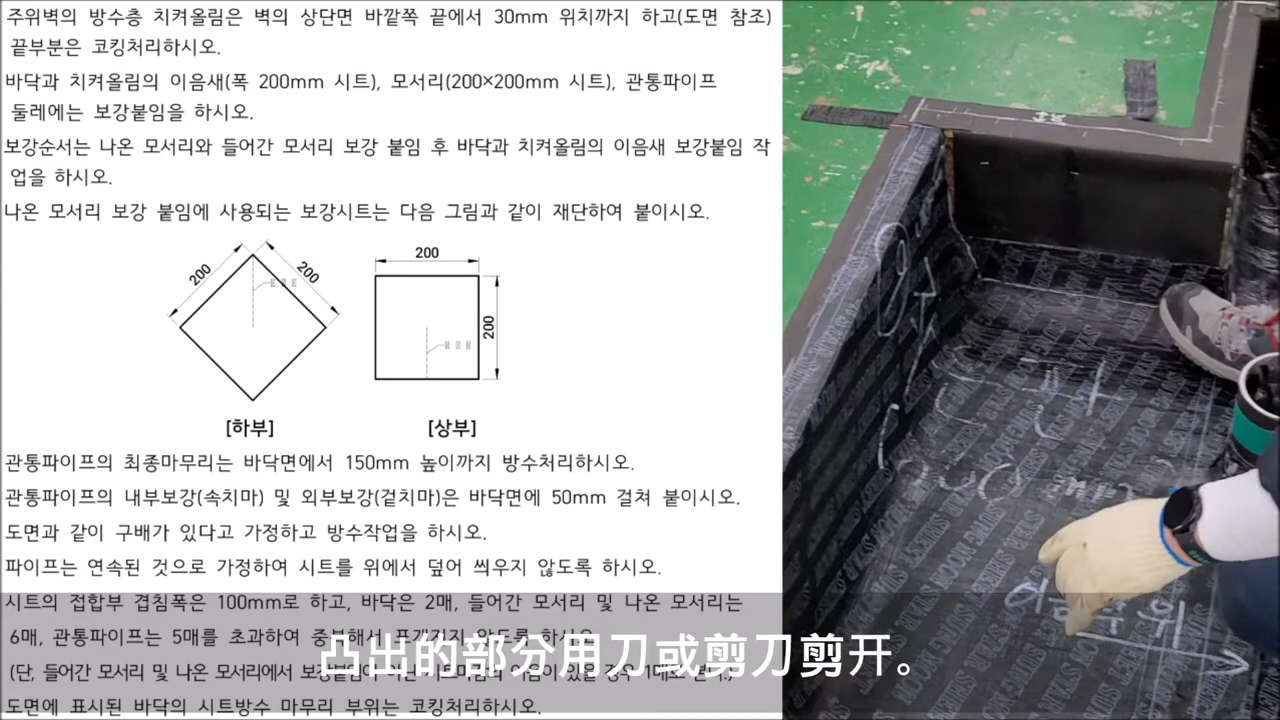 주위벽의 방수층 치켜올림은 벽의 상단면 바깥쪽 끝에서 30mm 위치까지 하고(도면 참조)
끝부분은 코킹처리하시오.
바닥과 치켜올림의 이음새(폭 200mm 시트), 모서리(200×200mm 시트), 관통파이프
둘레에는 보강붙임을 하시오.
보강순서는 나온 모서리와 들어간 모서리 보강 붙임 후 바닥과 치켜올림의 이음새 보강붙임 작
업을 하시오.
나온 모서리 보강 붙임에 사용되는 보강시트는 다음 그림과 같이 재단하여 붙이시오.
200 200
200
200
[하부] [상부]
관통파이프의 최종마무리는 바닥면에서 150mm 높이까지 방수처리하시오.
관통파이프의 내부보강(속치마) 및 외부보강(겉치마)은 바닥면에 50mm 걸쳐 붙이시오.
도면과 같이 구배가 있다고 가정하고 방수작업을 하시오.
파이프는 연속된 것으로 가정하여 시트를 위에서 덮어 씌우지 않도록 하시오.
시트의 접합부 겹침폭은 100mm로 하고, 바닥은 2매, 들어간 모서리 및 나온 모서리는
6매, 관통파이프는 5매를 초과하여 중복해서
(단, 들어간 모서리 및 나온 모서리에서
도면에 표시된 바닥의 시트방수 마무리 부위는 코킹처리하시오.
凸出的部分用刀或剪刀剪开。